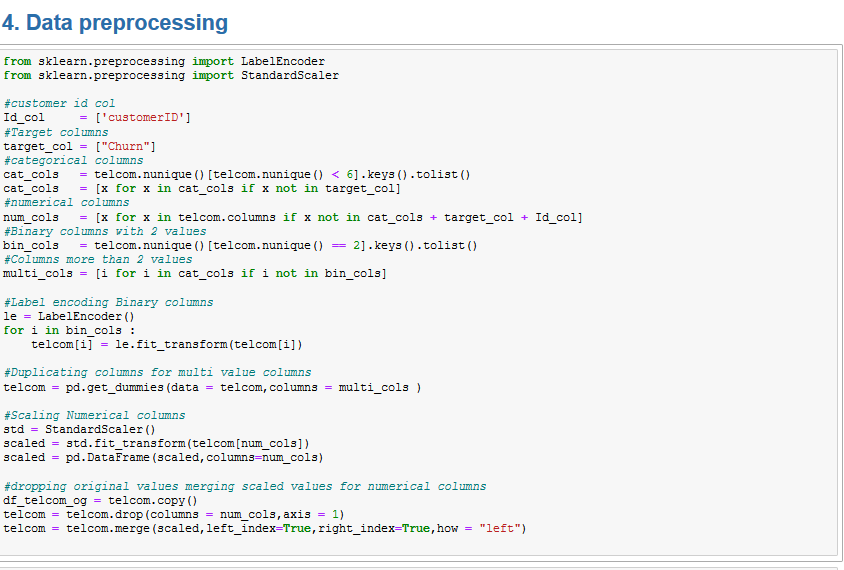 4. Data preprocessing
from sklearn.preprocessing import LabelEncoder
from sklearn.preprocessing import StandardScaler
#customer id col
Id_col     = ['customerID']
#Target columns
target_col = ["Churn"]
#categorical columns
cat_cols   = telcom.nunique()[telcom.nunique() < 6].keys().tolist()
cat_cols   = [x for x in cat_cols if x not in target_col]
#numerical columns
num_cols   = [x for x in telcom.columns if x not in cat_cols + target_col + Id_col]
#Binary columns with 2 values
bin_cols   = telcom.nunique()[telcom.nunique() == 2].keys().tolist()
#Columns more than 2 values
multi_cols = [i for i in cat_cols if i not in bin_cols]
#Label encoding Binary columns
le = LabelEncoder()
for i in bin_cols :
    telcom[i] = le.fit_transform(telcom[i])
#Duplicating columns for multi value columns
telcom = pd.get_dummies(data = telcom,columns = multi_cols )
#Scaling Numerical columns
std = StandardScaler()
scaled = std.fit_transform(telcom[num_cols])
scaled = pd.DataFrame(scaled,columns=num_cols)
#dropping original values merging scaled values for numerical columns
df_telcom_og = telcom.copy()
telcom = telcom.drop(columns = num_cols,axis = 1)
telcom = telcom.merge(scaled,left_index=True,right_index=True,how = "left")